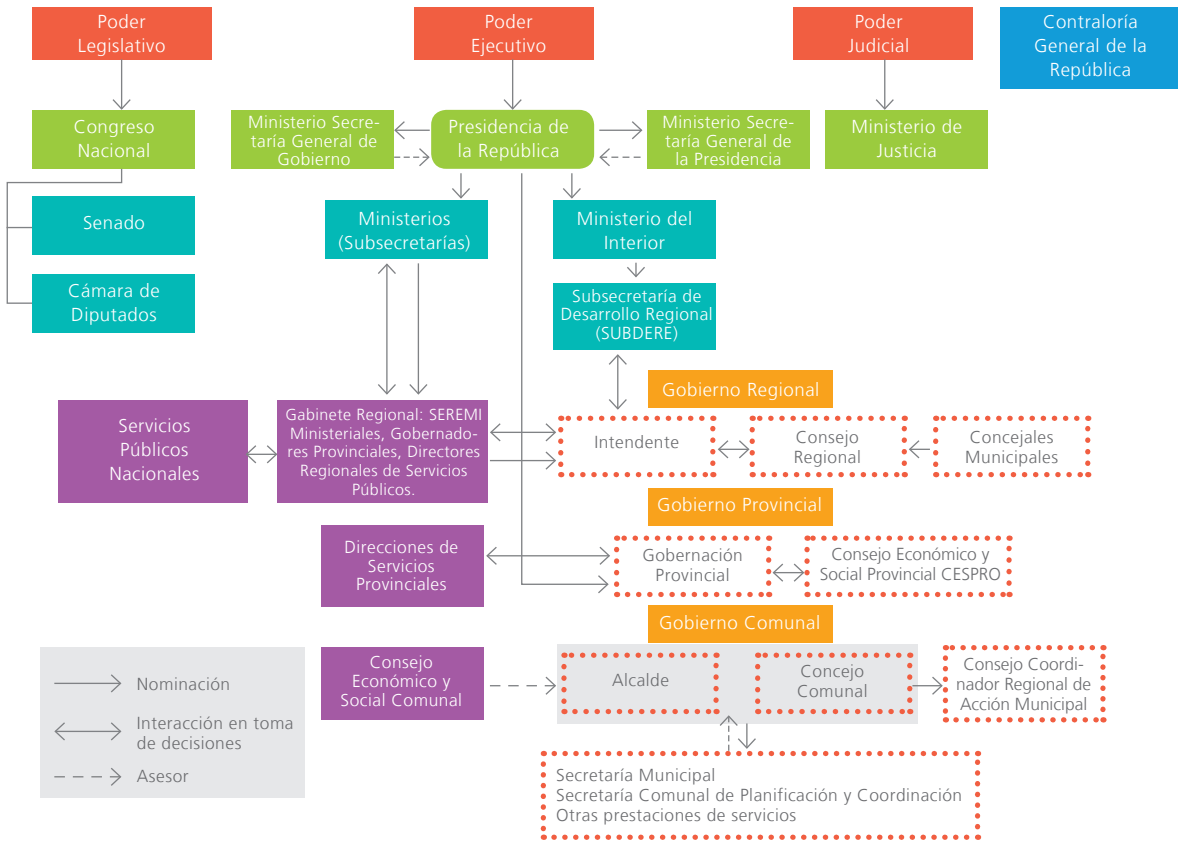 Poder
Legislativo
Poder
Ejecutivo
Poder
Judicial
Contraloría
General de la
República
Congreso
Nacional
Ministerio Secre-
taría General de
Gobierno
Presidencia de
la República
Ministerio Secre-
taría General de
la Presidencia
Ministerio de
Justicia
Senado
Ministerios
(Subsecretarías)
Ministerio del
Interior
Cámara de
Diputados
Subsecretaría de
Desarrollo Regional
(SUBDERE)
Gobierno Regional
Servicios
Públicos
Nacionales
Gabinete Regional: SEREMI
Ministeriales, Gobernado-
res Provinciales, Directores
Regionales de Servicios
Públicos.
Intendente
Consejo
Regional
Concejales
Municipales
Gobierno Provincial
Direcciones de
Servicios
Provinciales
Gobernación
Provincial
Consejo Económico y
Social Provincial CESPRO
Gobierno Comunal
Consejo
Económico y
Social Comunal
Alcalde
Concejo
Comunal
Consejo Coordi-
nador Regional de
Acción Municipal
Nominación
Interacción en toma
de decisiones
Asesor
Secretaría Municipal
Secretaría Comunal de Planificación y Coordinación
Otras prestaciones de servicios